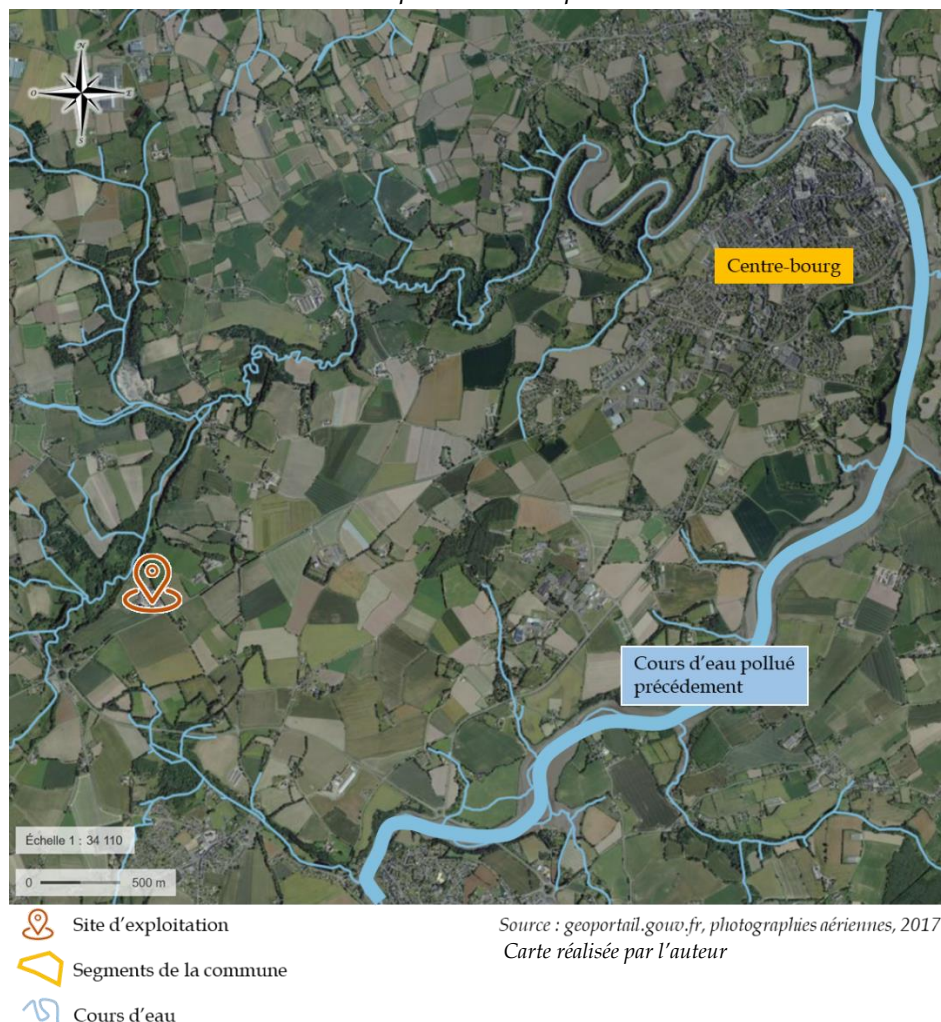 N
O
E
S
Centre-bourg
Cours d'eau pollué
précédement
Échelle 1 : 34 110
0
500 m
Site d'exploitation
Source : geoportail.gouv.fr, photographies aériennes, 2017
Carte réalisée par l'auteur
Segments de la commune
Cours d'eau